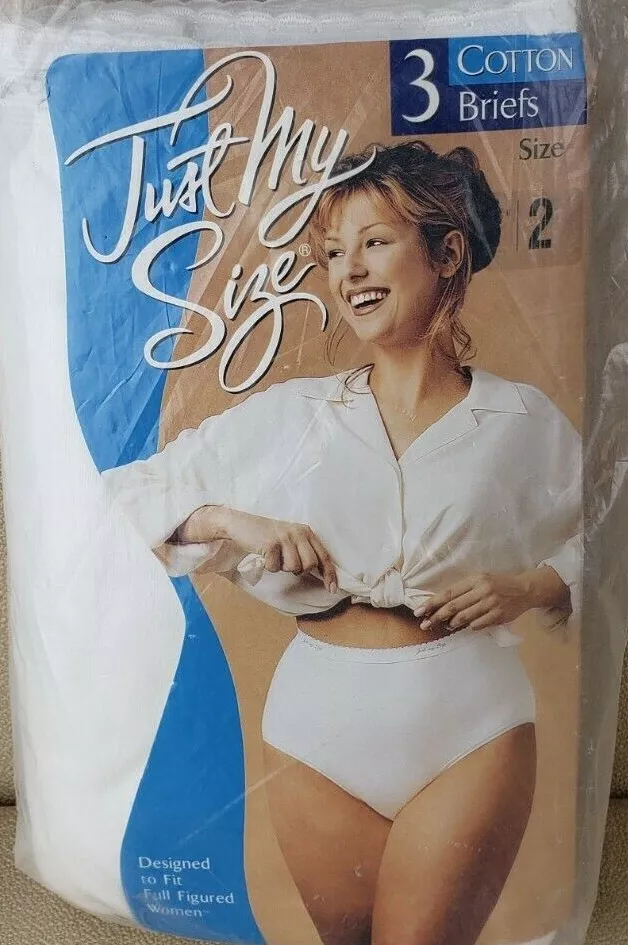 3 COTTON
Briefs
Size
2
Just My
Size®
Designed
to Fit
Full Figured
Women